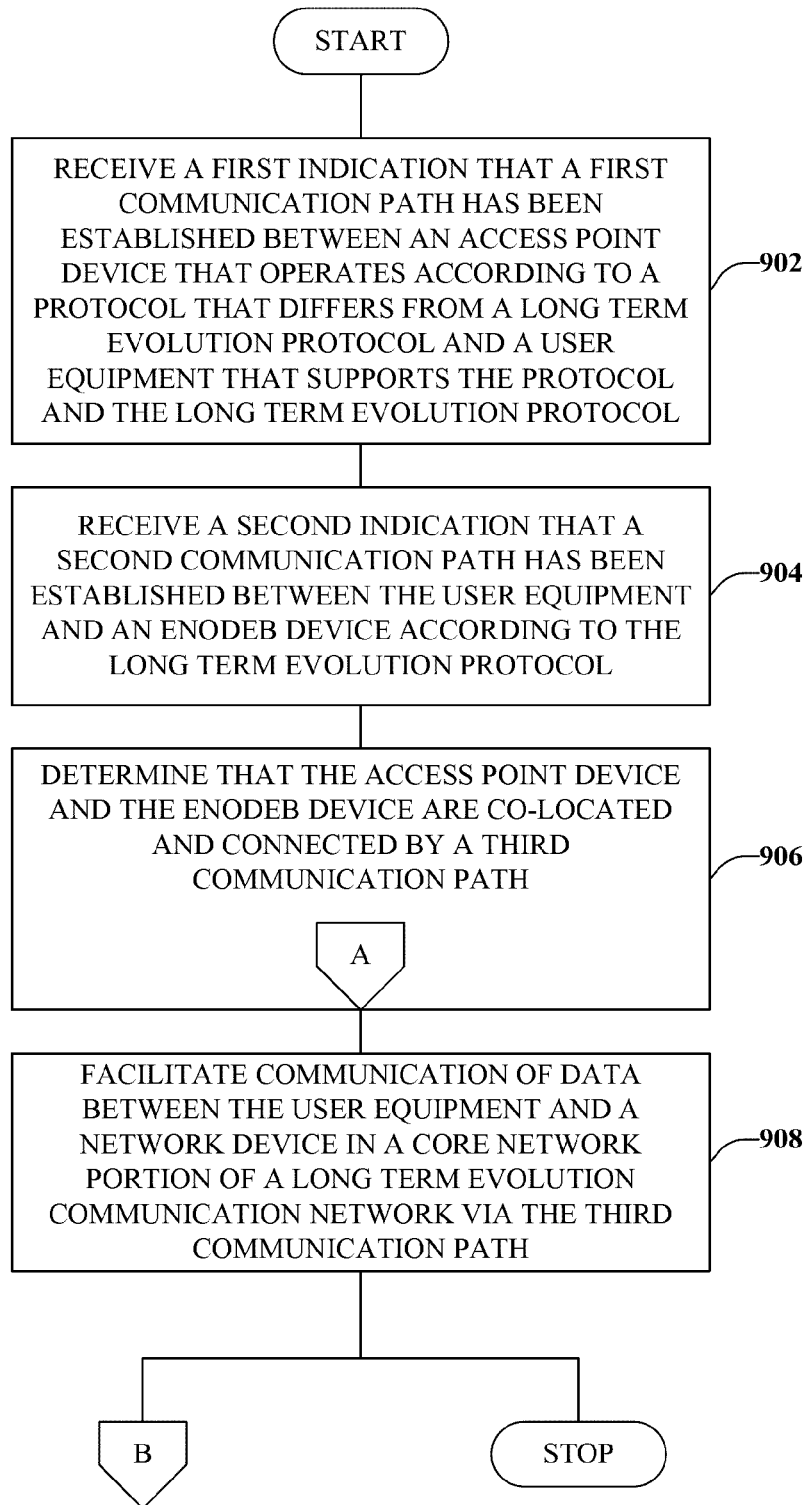 START
RECEIVE A FIRST INDICATION THAT A FIRST
COMMUNICATION PATH HAS BEEN
ESTABLISHED BETWEEN AN ACCESS POINT
DEVICE THAT OPERATES ACCORDING TO A
PROTOCOL THAT DIFFERS FROM A LONG TERM
EVOLUTION PROTOCOL AND A USER
EQUIPMENT THAT SUPPORTS THE PROTOCOL
AND THE LONG TERM EVOLUTION PROTOCOL
902
RECEIVE A SECOND INDICATION THAT A
SECOND COMMUNICATION PATH HAS BEEN
ESTABLISHED BETWEEN THE USER EQUIPMENT
AND AN ENODEB DEVICE ACCORDING TO THE
LONG TERM EVOLUTION PROTOCOL
904
DETERMINE THAT THE ACCESS POINT DEVICE
AND THE ENODEB DEVICE ARE CO-LOCATED
AND CONNECTED BY A THIRD
COMMUNICATION PATH
906
A
FACILITATE COMMUNICATION OF DATA
BETWEEN THE USER EQUIPMENT AND A
NETWORK DEVICE IN A CORE NETWORK
PORTION OF A LONG TERM EVOLUTION
COMMUNICATION NETWORK VIA THE THIRD
COMMUNICATION PATH
908
B
STOP